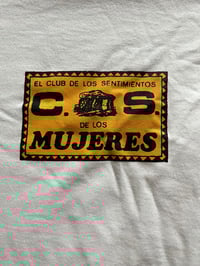 EL CLUB DE LOS SENTIMIENTOS
C. S.
DE LOS
MUJERES